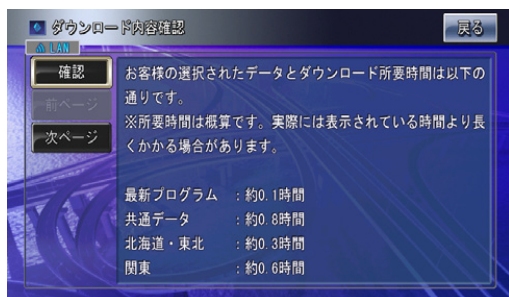 ダウンロード内容確認
戻る
LAN
確認
お客様の選択されたデータとダウンロード所要時間は以下の
前ページ
通りです。
※所要時間は概算です。実際には表示されている時間より長
次ページ
くかかる場合があります。
最新プログラム ：約0.1時間
共通データ ：約0.8時間
北海道・東北 ：約0.3時間
関東 ：約0.6時間